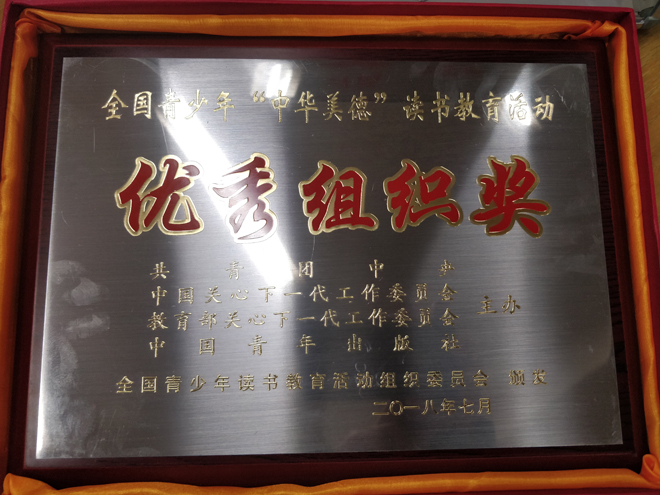 全国青少年“中华美德”读书教育活动
优秀组织奖
共青团中央
中国关心下一代工作委员会
教育部关心下一代工作委员会
中国青年出版社
主办
全国青少年读书教育活动组织委员会 颁发
二〇一八年七月